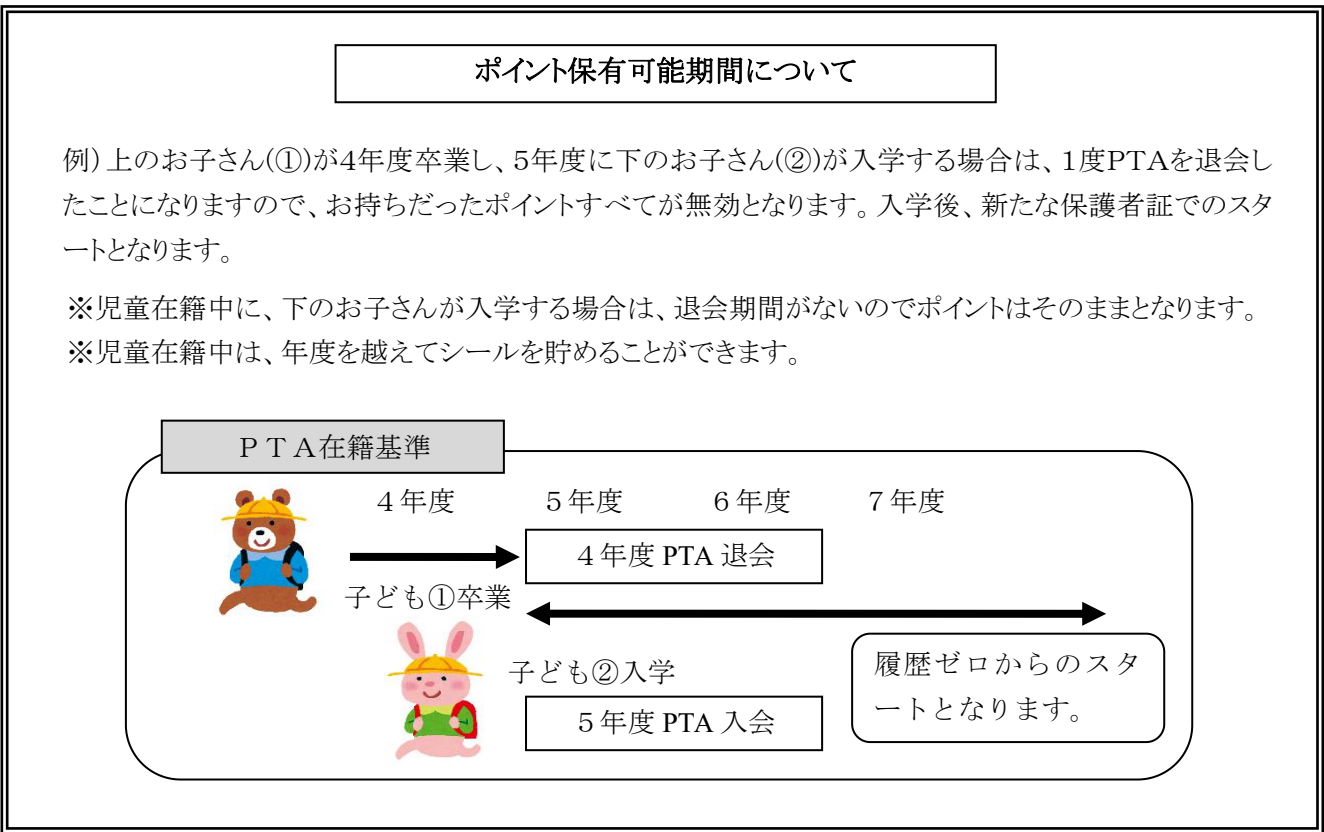 ポイント保有可能期間について
例）上のお子さん(①)が４年度卒業し、５年度に下のお子さん(②)が入学する場合は、１度ＰＴＡを退会し
たことになりますので、お持ちだったポイントすべてが無効となります。入学後、新たな保護者証でのスタ
ートとなります。
※児童在籍中に、下のお子さんが入学する場合は、退会期間がないのでポイントはそのままとなります。
※児童在籍中は、年度を越えてシールを貯めることができます。
ＰＴＡ在籍基準
４年度 ５年度 ６年度 ７年度
４年度 PTA 退会
子ども①卒業
子ども②入学
履歴ゼロからのスタ
ートとなります。
５年度 PTA 入会